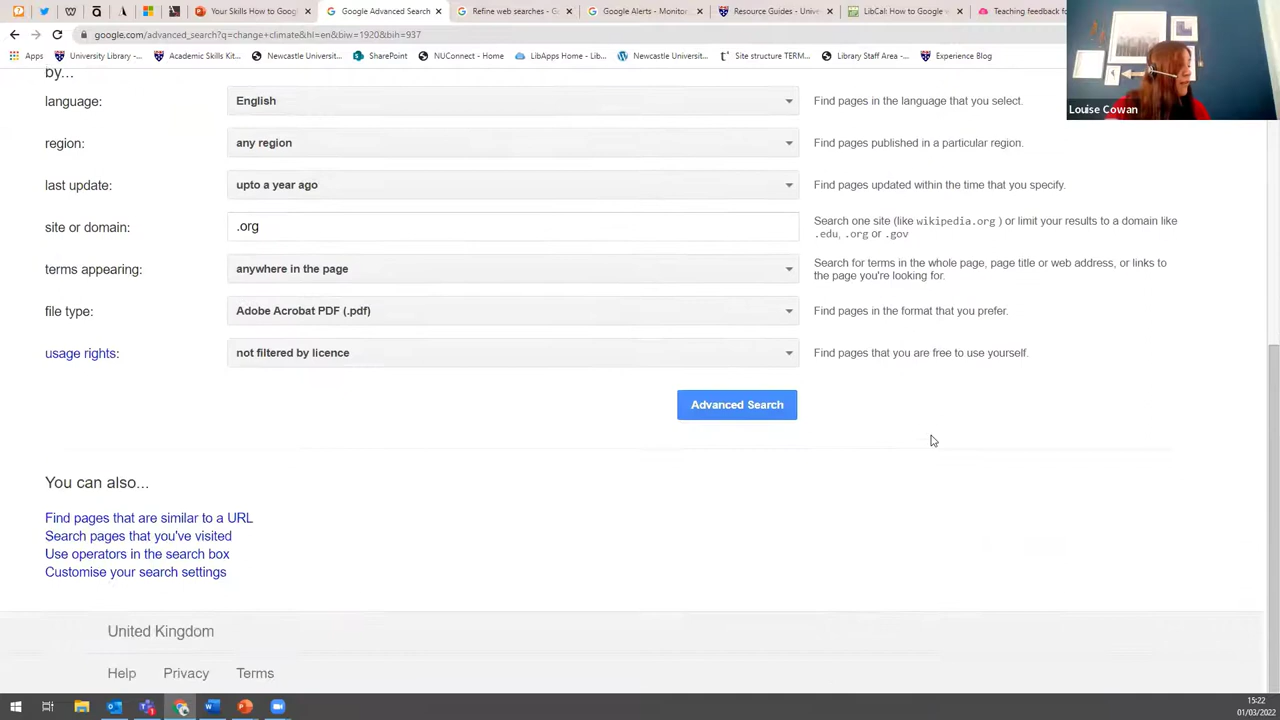 Your Skills How to Goog
Google Advanced Search
Refine web searches - Go
Google Alerts - Monitor
Resource Guides - Unive
LibCal: How to Google
Teaching feedback fo
google.com/advanced_search?q=change+climate&hl=en&biw=1920&bih=937
Apps
University Library -...
Academic Skills Kit...
Newcastle Universit...
SharePoint
NUConnect - Home
LibApps Home - Lib...
Newcastle Universit...
Site structure TERM...
Library Staff Area -...
Experience Blog
Louise Cowan
by...
language:
English
Find pages in the language that you select.
region:
any region
Find pages published in a particular region.
last update:
upto a year ago
Find pages updated within the time that you specify.
site or domain:
.org
Search one site (like wikipedia.org ) or limit your results to a domain like
.edu, .org or .gov
terms appearing:
anywhere in the page
Search for terms in the whole page, page title or web address, or links to
the page you're looking for.
file type:
Adobe Acrobat PDF (.pdf)
Find pages in the format that you prefer.
usage rights:
not filtered by licence
Find pages that you are free to use yourself.
Advanced Search
You can also...
Find pages that are similar to a URL
Search pages that you've visited
Use operators in the search box
Customise your search settings
United Kingdom
Help
Privacy
Terms
15:22
01/03/2022